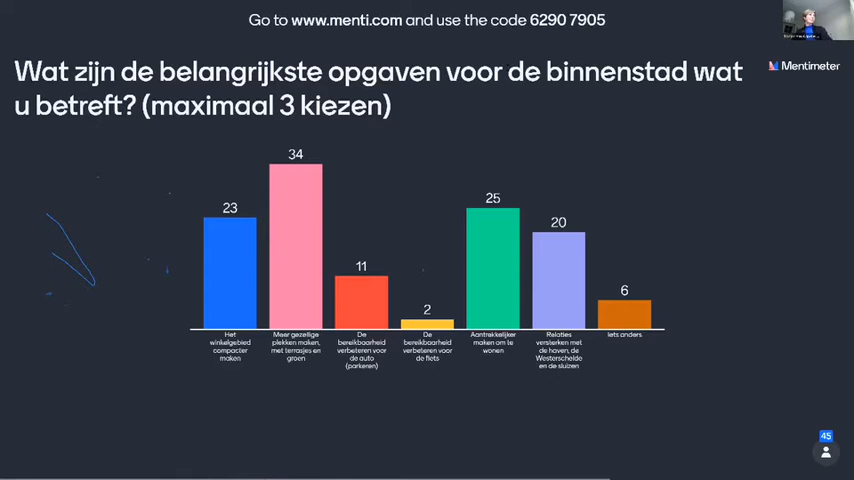 Go to www.menti.com and use the code 6290 7905
Wat zijn de belangrijkste opgaven voor de binnenstad wat
u betreft? (maximaal 3 kiezen)
Mentimeter
23
34
11
2
25
20
6
Het
winkelgebied
compacter
maken
Meer gezellige
plekken maken,
met terrasjes en
groen
De
bereikbaarheid
verbeteren voor
de auto
(parkeren)
De
bereikbaarheid
verbeteren voor
de fiets
Aantrekkelijker
maken om te
wonen
Relaties
versterken met
de haven, de
Westerschelde
en de sluizen
Iets anders
45